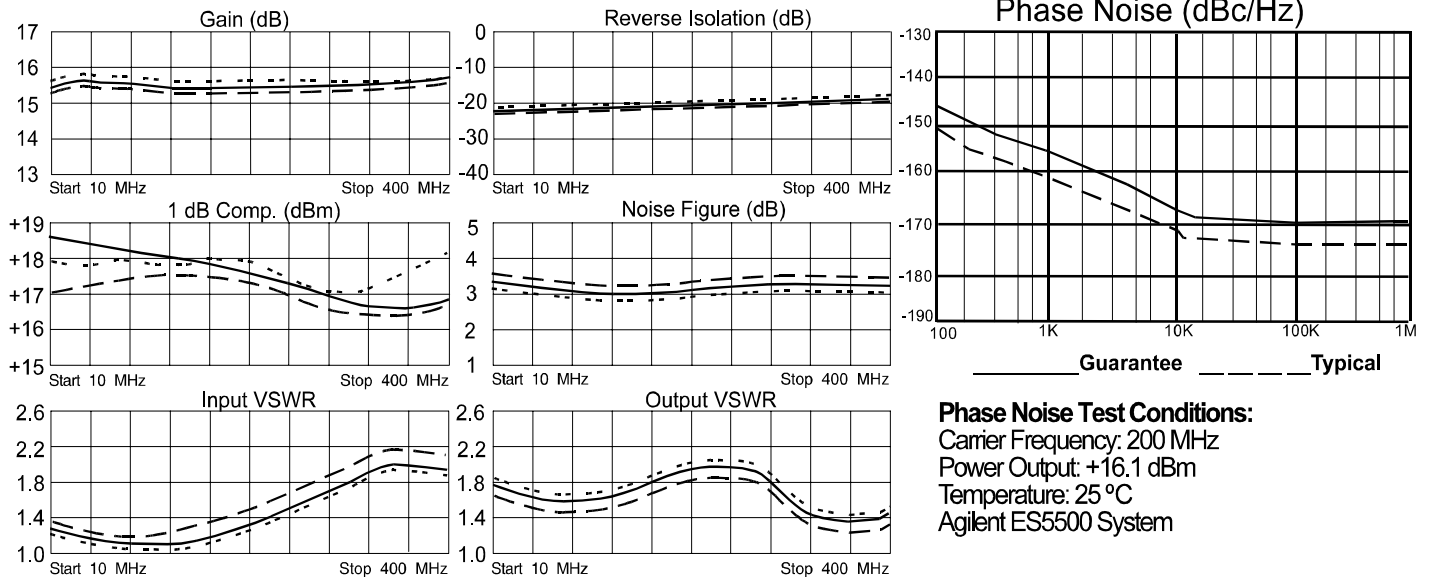 Gain (dB)
17
16
15
14
13
Start 10 MHz
Stop 400 MHz
Reverse Isolation (dB)
0
-10
-20
-30
-40
Start 10 MHz
Stop 400 MHz
1 dB Comp. (dBm)
+19
+18
+17
+16
+15
Start 10 MHz
Stop 400 MHz
Noise Figure (dB)
5
4
3
2
1
Start 10 MHz
Stop 400 MHz
Input VSWR
2.6
2.2
1.8
1.4
1.0
Start 10 MHz
Stop 400 MHz
Output VSWR
2.6
2.2
1.8
1.4
1.0
Start 10 MHz
Stop 400 MHz
Phase Noise (dBc/Hz)
-130
-140
-150
-160
-170
-180
-190
100 1K 10K 100K 1M
Guarantee Typical
Phase Noise Test Conditions:
Carrier Frequency: 200 MHz
Power Output: +16.1 dBm
Temperature: 25 ºC
Agilent ES5500 System